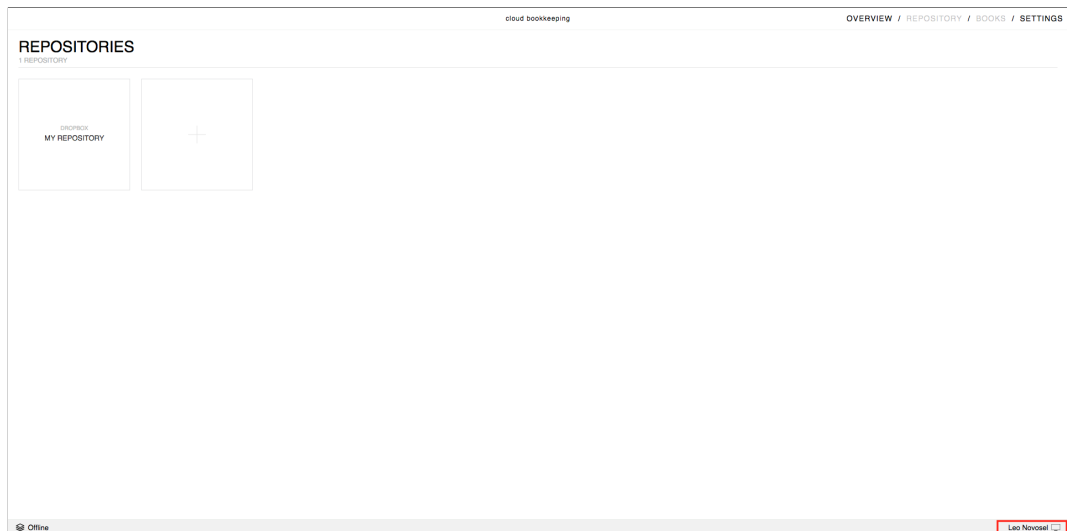 cloud bookkeeping
OVERVIEW / REPOSITORY / BOOKS / SETTINGS
REPOSITORIES
1 REPOSITORY
DROPBOX
MY REPOSITORY
Offline
Leo Novosel